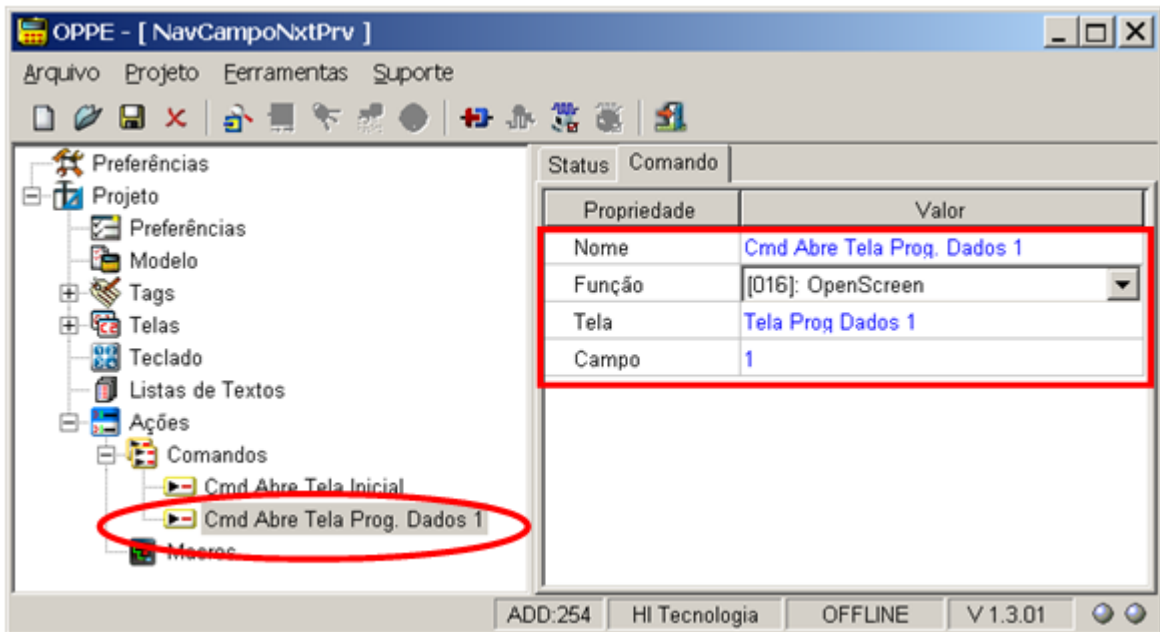 OPPE - [ NavCampoNxtPrv ]
Arquivo Projeto Ferramentas Suporte
Preferências
Projeto
Preferências
Modelo
Tags
Telas
Teclado
Listas de Textos
Ações
Comandos
Cmd Abre Tela Inicial
Cmd Abre Tela Prog. Dados 1
Macros
Status Comando
Propriedade Valor
Nome Cmd Abre Tela Prog. Dados 1
Função [016]: OpenScreen
Tela Tela Prog Dados 1
Campo 1
ADD:254 HI Tecnologia OFFLINE V 1.3.01